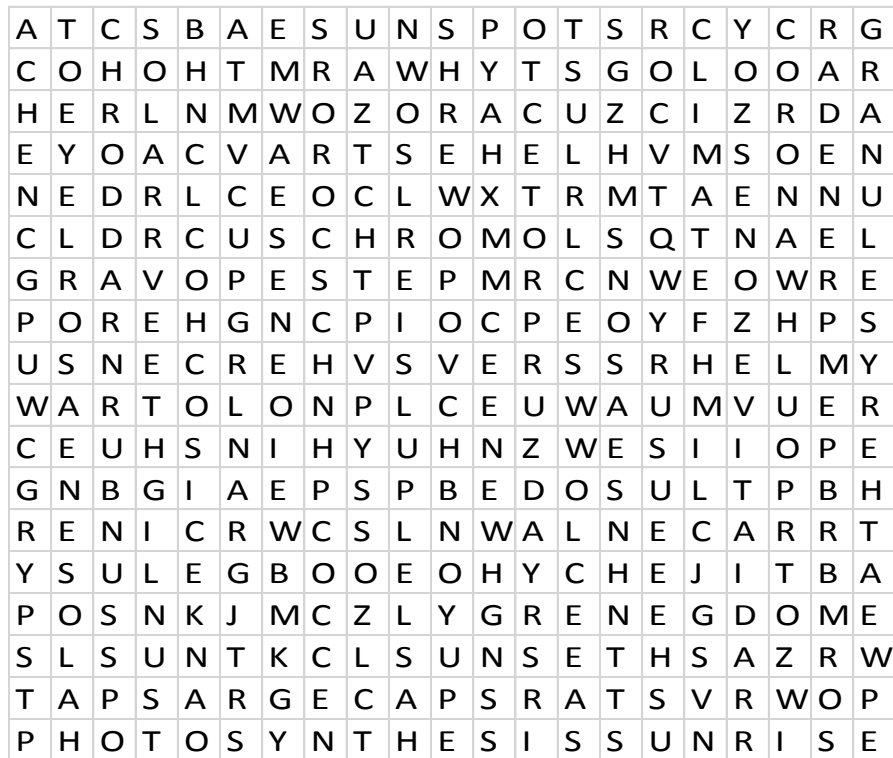 A T C S B A E S U N S P O T S R C Y C R G
C O H O H T M R A W H Y T S G O L O O A R
H E R L N M W O Z O R A C U Z C I Z R D A
E Y O A C V A R T S E H E L H V M S O E N
N E D R L C E O C L W X T R M T A E N N U
C L D R C U S C H R O M O L S Q T N A E L
G R A V O P E S T E P M R C N W E O W R E
P O R E H G N C P I O C P E O Y F Z H P S
U S N E C R E H V S V E R S S R H E L M Y
W A R T O L O N P L C E U W A U M V U E R
C E U H S N I H Y U H N Z W E S I I O P E
G N B G I A E P S P B E D O S U L T P B H
R E N I C R W C S L N W A L N E C A R R T
Y S U L E G B O O E O H Y C H E J I T B A
P O S N K J M C Z L Y G R E N E G D O M E
S L S U N T K C L S U N S E T H S A Z R W
T A P S A R G E C A P S R A T S V R W O P
P H O T O S Y N T H E S I S S U N R I S E